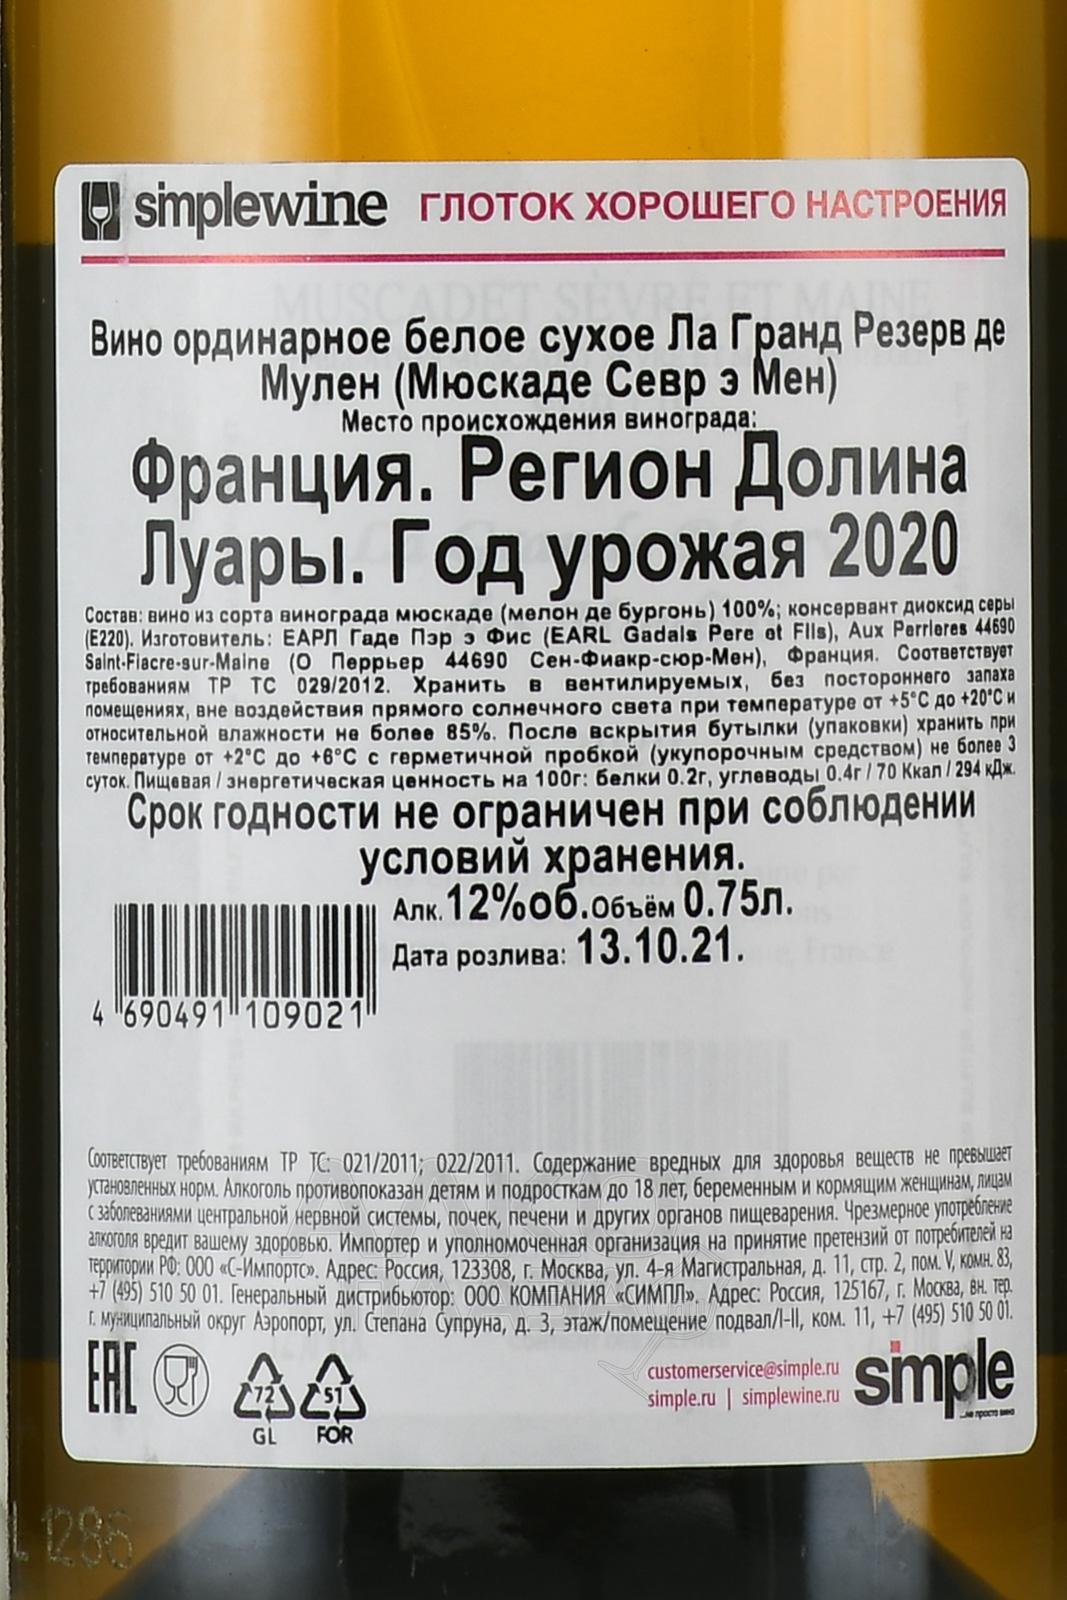 simplewine ГЛОТОК ХОРОШЕГО НАСТРОЕНИЯ
MUSCADET SÈVRE ET MAINE
Вино ординарное белое сухое Ла Гранд Резерв де
Мулен (Мюскаде Севр э Мен)
Место происхождения винограда:
Франция. Регион Долина
Луары. Год урожая 2020
Состав: вино из сорта винограда мюскаде (мелон де бургонь) 100%; консервант диоксид серы
(Е220). Изготовитель: ЕАРЛ Гаде Пэр э Фис (EARL Gadais Pere et Fils), Aux Perrieres 44690
Saint-Fiacre-sur-Maine (О Перрьер 44690 Сен-Фиакр-сюр-Мен), Франция. Соответствует
требованиям ТР ТС 029/2012. Хранить в вентилируемых, без постороннего запаха
помещениях, вне воздействия прямого солнечного света при температуре от +5°С до +20°С и
относительной влажности не более 85%. После вскрытия бутылки (упаковки) хранить при
температуре от +2°С до +6°С с герметичной пробкой (укупорочным средством) не более 3
суток. Пищевая / энергетическая ценность на 100г: белки 0.2г, углеводы 0.4г / 70 Ккал / 294 кДж.
Срок годности не ограничен при соблюдении
условий хранения.
Алк. 12%об. Объём 0.75л.
Дата розлива: 13.10.21.
4 690491 109021
Соответствует требованиям ТР ТС: 021/2011; 022/2011. Содержание вредных для здоровья веществ не превышает
установленных норм. Алкоголь противопоказан детям и подросткам до 18 лет, беременным и кормящим женщинам, лицам
с заболеваниями центральной нервной системы, почек, печени и других органов пищеварения. Чрезмерное употребление
алкоголя вредит вашему здоровью. Импортер и уполномоченная организация на принятие претензий от потребителей на
территории РФ: ООО «С-Импортс». Адрес: Россия, 123308, г. Москва, ул. 4-я Магистральная, д. 11, стр. 2, пом. V, комн. 83,
+7 (495) 510 50 01. Генеральный дистрибьютор: ООО КОМПАНИЯ «СИМПЛ». Адрес: Россия, 125167, г. Москва, вн. тер.
г. муниципальный округ Аэропорт, ул. Степана Супруна, д. 3, этаж/помещение подвал/I-II, ком. 11, +7 (495) 510 50 01.
EAC 72 GL 51 FOR
customerservice@simple.ru
simple.ru | simplewine.ru
simple
...не просто вино
L 1286